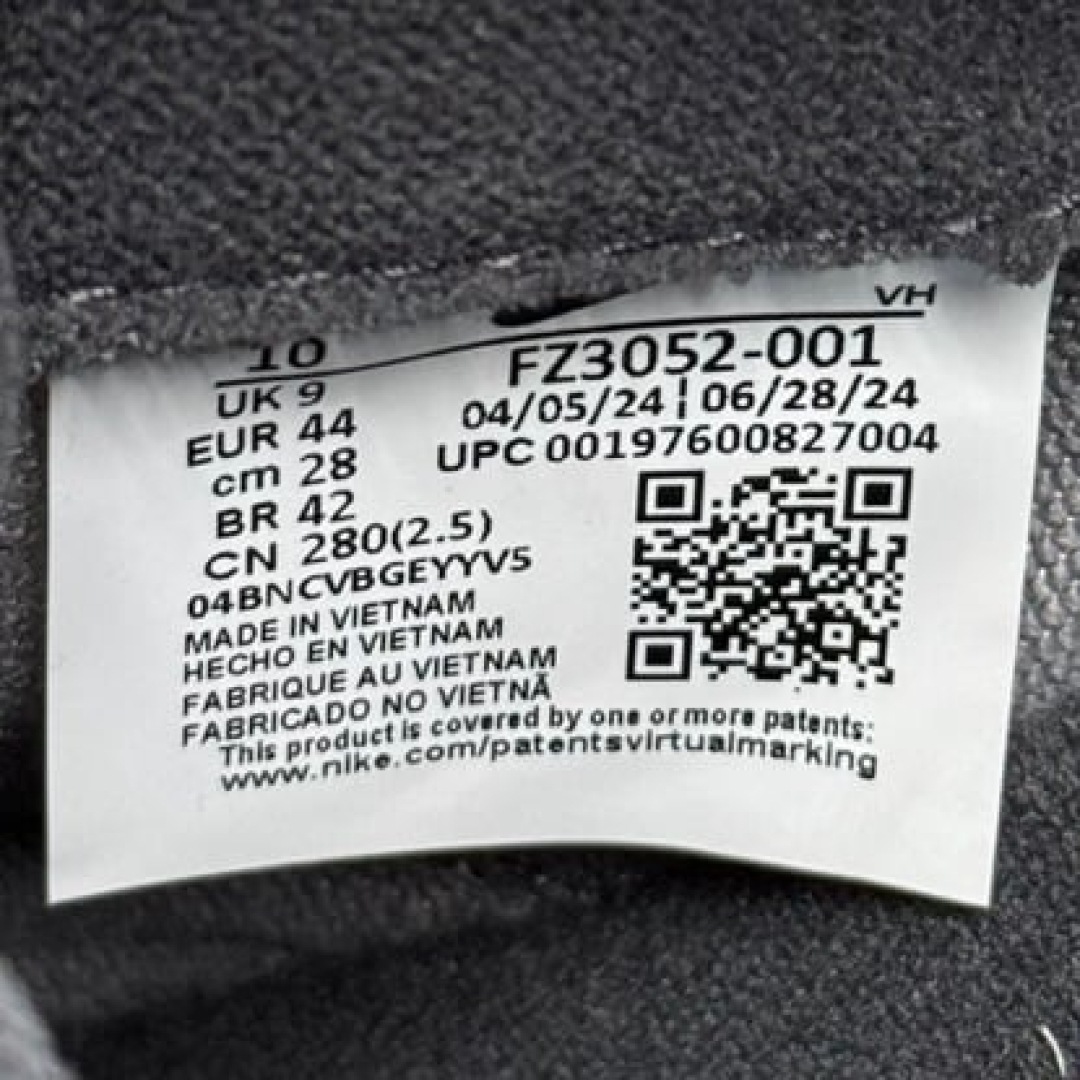 VH
10
UK 9
EUR 44
cm 28
BR 42
CN 280(2.5)
04BNCVBGEYYV5
MADE IN VIETNAM
HECHO EN VIETNAM
FABRIQUE AU VIETNAM
FABRICADO NO VIETNÃ
FZ3052-001
04/05/24 ¦ 06/28/24
UPC 00197600827004
This product is covered by one or more patents:
www.nike.com/patentsvirtualmarking